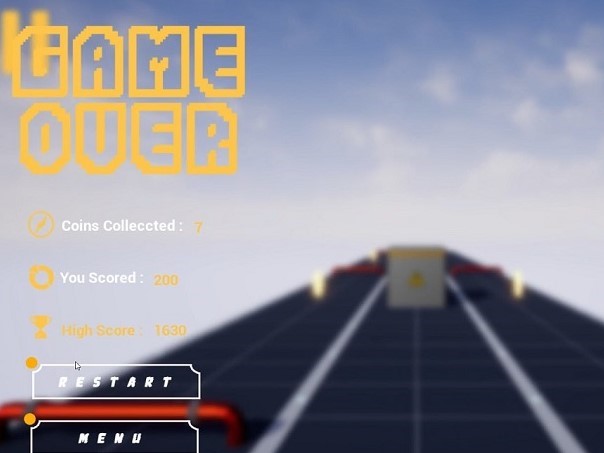 GAME
OVER
Coins Colleccted : 7
You Scored : 200
High Score : 1630
RESTART
MENU